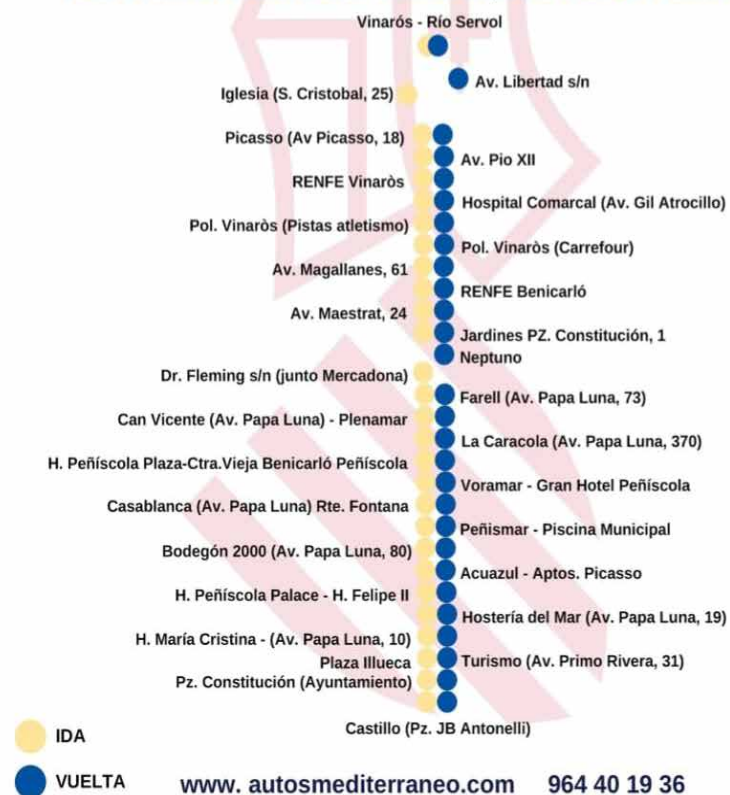 Vinarós - Río Servol
Av. Libertad s/n
Iglesia (S. Cristobal, 25)
Picasso (Av Picasso, 18)
Av. Pio XII
RENFE Vinaròs
Hospital Comarcal (Av. Gil Atrocillo)
Pol. Vinaròs (Pistas atletismo)
Pol. Vinaròs (Carrefour)
Av. Magallanes, 61
RENFE Benicarló
Av. Maestrat, 24
Jardines PZ. Constitución, 1
Neptuno
Dr. Fleming s/n (junto Mercadona)
Farell (Av. Papa Luna, 73)
Can Vicente (Av. Papa Luna) - Plenamar
La Caracola (Av. Papa Luna, 370)
H. Peñíscola Plaza-Ctra.Vieja Benicarló Peñíscola
Voramar - Gran Hotel Peñíscola
Casablanca (Av. Papa Luna) Rte. Fontana
Peñismar - Piscina Municipal
Bodegón 2000 (Av. Papa Luna, 80)
Acuazul - Aptos. Picasso
H. Peñíscola Palace - H. Felipe II
Hostería del Mar (Av. Papa Luna, 19)
H. María Cristina - (Av. Papa Luna, 10)
Plaza Illueca
Turismo (Av. Primo Rivera, 31)
Pz. Constitución (Ayuntamiento)
Castillo (Pz. JB Antonelli)
IDA
VUELTA
www. autosmediterraneo.com 964 40 19 36